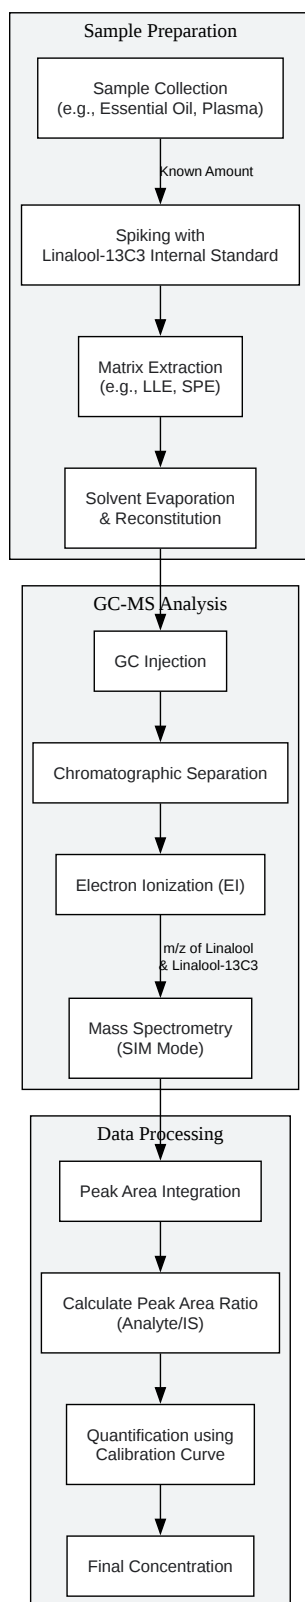 Sample Preparation
Sample Collection
(e.g., Essential Oil, Plasma)
Known Amount
Spiking with
Linalool-13C3 Internal Standard
Matrix Extraction
(e.g., LLE, SPE)
Solvent Evaporation
& Reconstitution
GC-MS Analysis
GC Injection
Chromatographic Separation
Electron Ionization (EI)
m/z of Linalool
& Linalool-13C3
Mass Spectrometry
(SIM Mode)
Data Processing
Peak Area Integration
Calculate Peak Area Ratio
(Analyte/IS)
Quantification using
Calibration Curve
Final Concentration